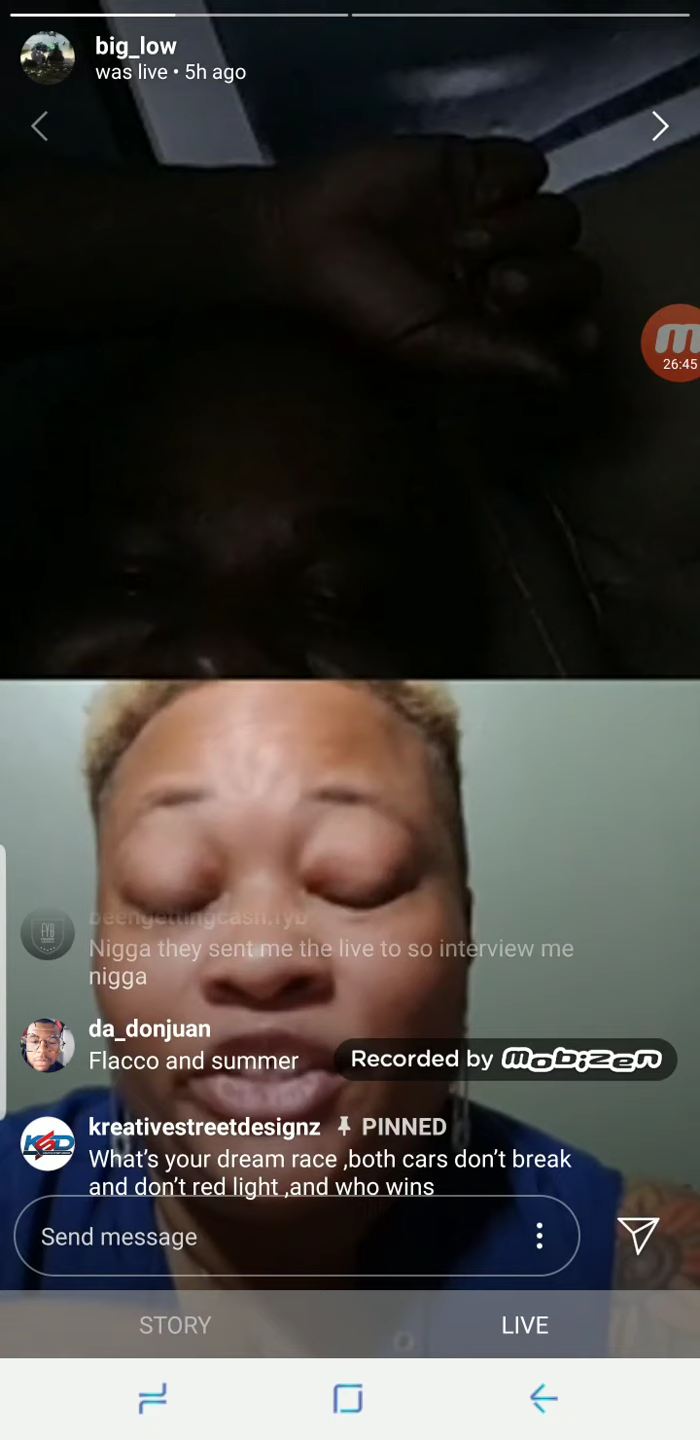 big_low
was live • 5h ago
26:45
beengettingcash.fyb
Nigga they sent me the live to so interview me
nigga
da_donjuan
Flacco and summer
Recorded by mobizen
kreativestreetdesignz PINNED
What's your dream race ,both cars don't break
and don't red light ,and who wins
Send message
STORY
LIVE